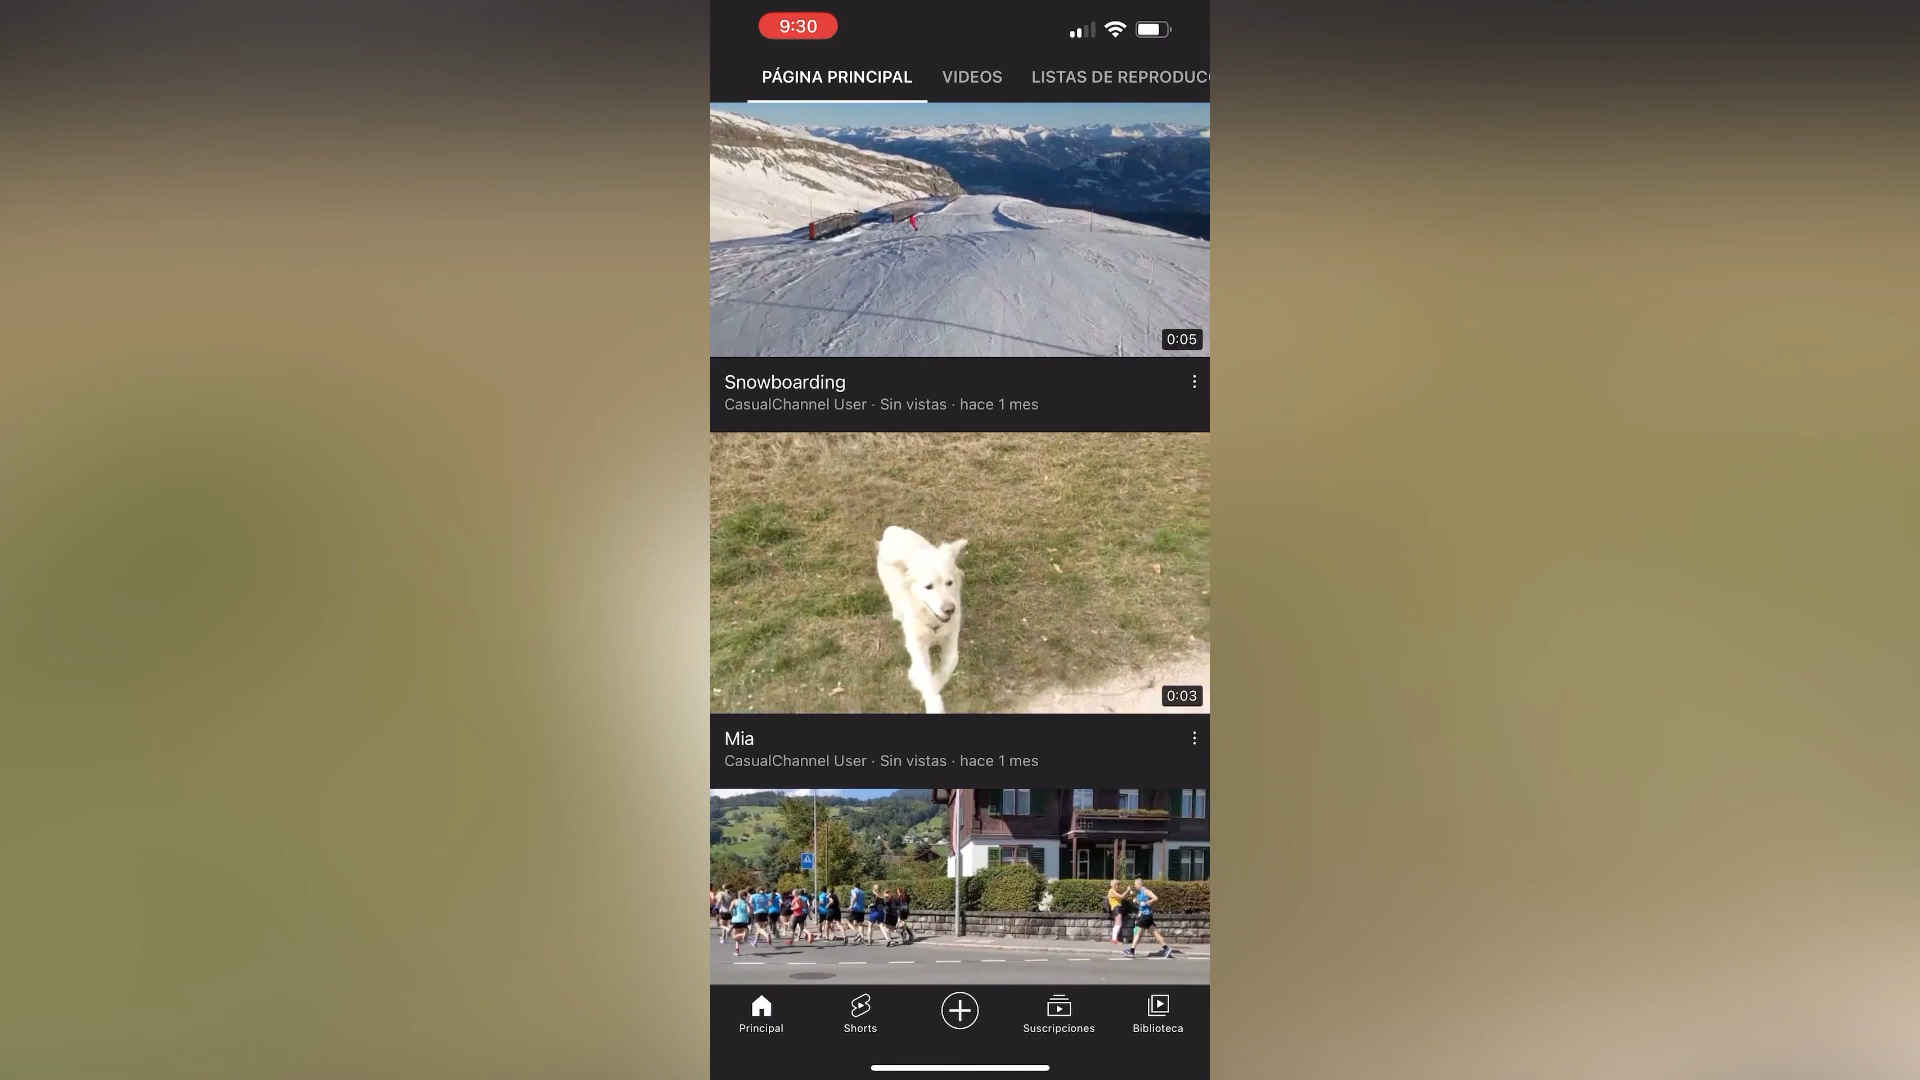 9:30
PÁGINA PRINCIPAL VIDEOS LISTAS DE REPRODUC
0:05
Snowboarding
CasualChannel User · Sin vistas · hace 1 mes
0:03
Mia
CasualChannel User · Sin vistas · hace 1 mes
Principal Shorts Suscripciones Biblioteca